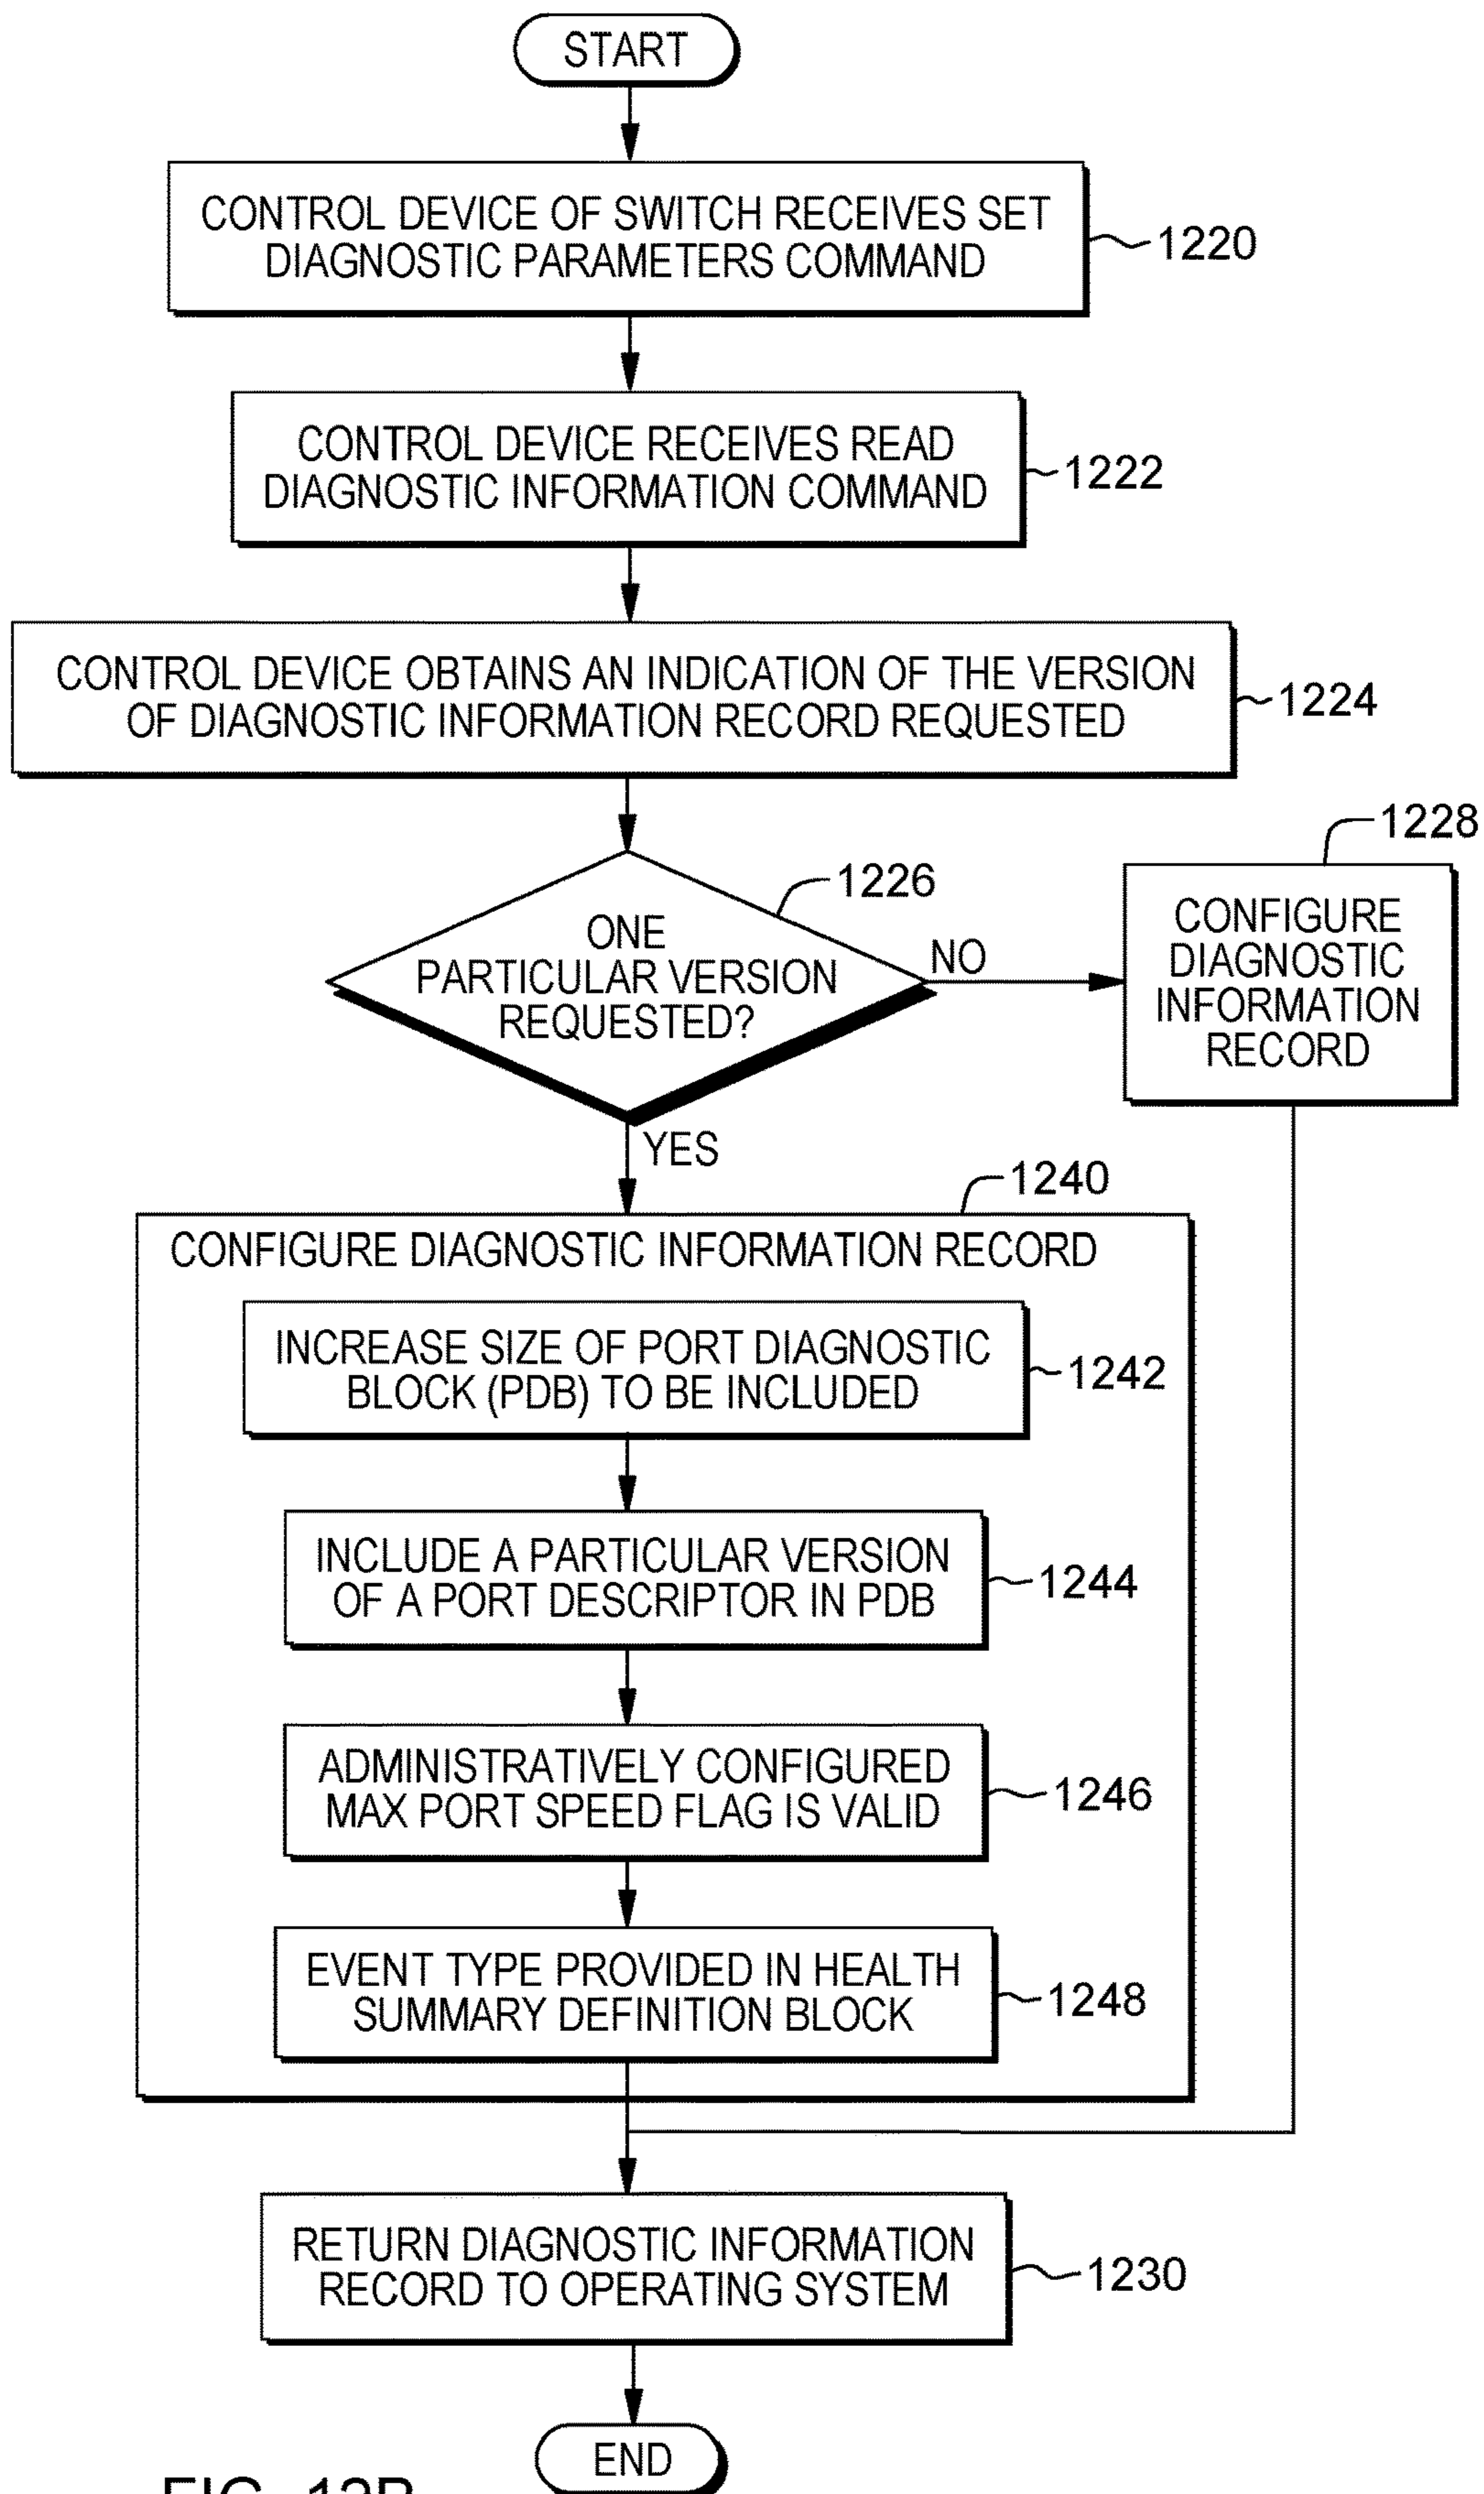 START
CONTROL DEVICE OF SWITCH RECEIVES SET
DIAGNOSTIC PARAMETERS COMMAND
1220
CONTROL DEVICE RECEIVES READ
DIAGNOSTIC INFORMATION COMMAND
1222
CONTROL DEVICE OBTAINS AN INDICATION OF THE VERSION
OF DIAGNOSTIC INFORMATION RECORD REQUESTED
1224
1226
ONE
PARTICULAR VERSION
REQUESTED?
NO
1228
CONFIGURE
DIAGNOSTIC
INFORMATION
RECORD
YES
1240
CONFIGURE DIAGNOSTIC INFORMATION RECORD
INCREASE SIZE OF PORT DIAGNOSTIC
BLOCK (PDB) TO BE INCLUDED
1242
INCLUDE A PARTICULAR VERSION
OF A PORT DESCRIPTOR IN PDB
1244
ADMINISTRATIVELY CONFIGURED
MAX PORT SPEED FLAG IS VALID
1246
EVENT TYPE PROVIDED IN HEALTH
SUMMARY DEFINITION BLOCK
1248
RETURN DIAGNOSTIC INFORMATION
RECORD TO OPERATING SYSTEM
1230
END